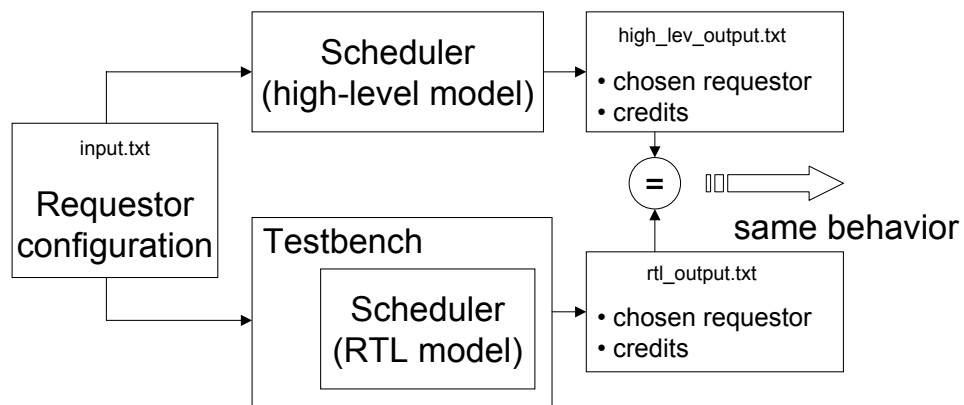 Scheduler
(high-level model)
high_lev_output.txt
• chosen requestor
• credits
input.txt
Requestor
configuration
=
same behavior
Testbench
Scheduler
(RTL model)
rtl_output.txt
• chosen requestor
• credits